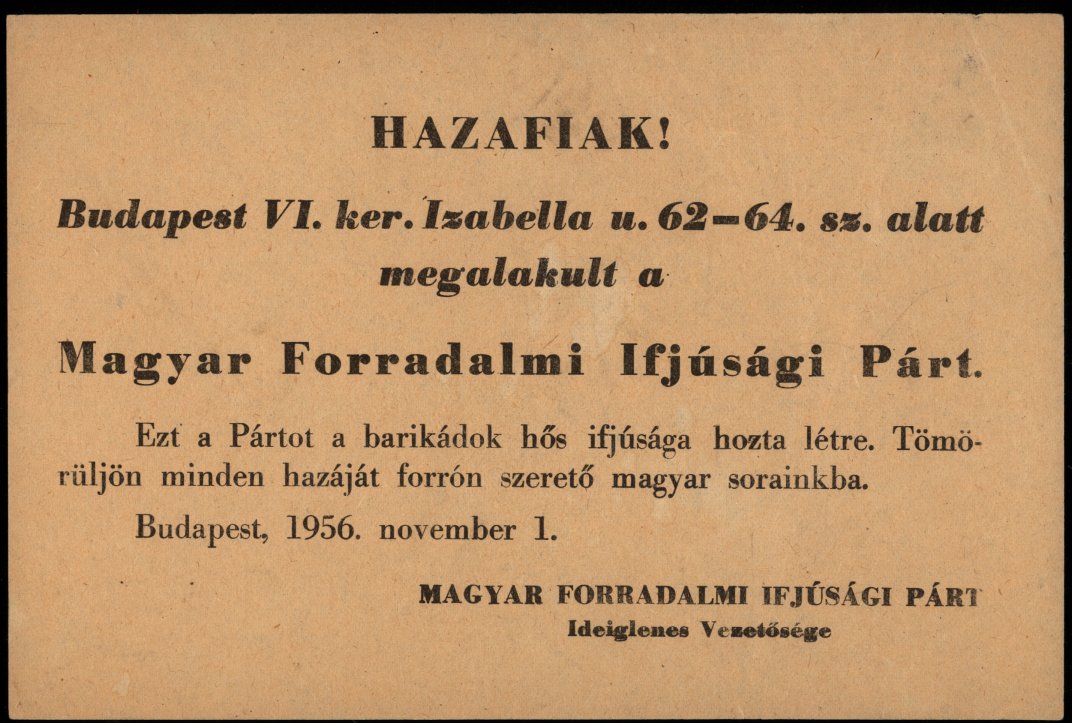 HAZAFIAK!
Budapest VI. ker. Izabella u. 62—64. sz. alatt
megalakult a
Magyar Forradalmi Ifjúsági Párt.
Ezt a Pártot a barikádok hős ifjúsága hozta létre. Tömö-
rüljön minden hazáját forrón szerető magyar sorainkba.
Budapest, 1956. november 1.
MAGYAR FORRADALMI IFJÚSÁGI PÁRT
Ideiglenes Vezetősége